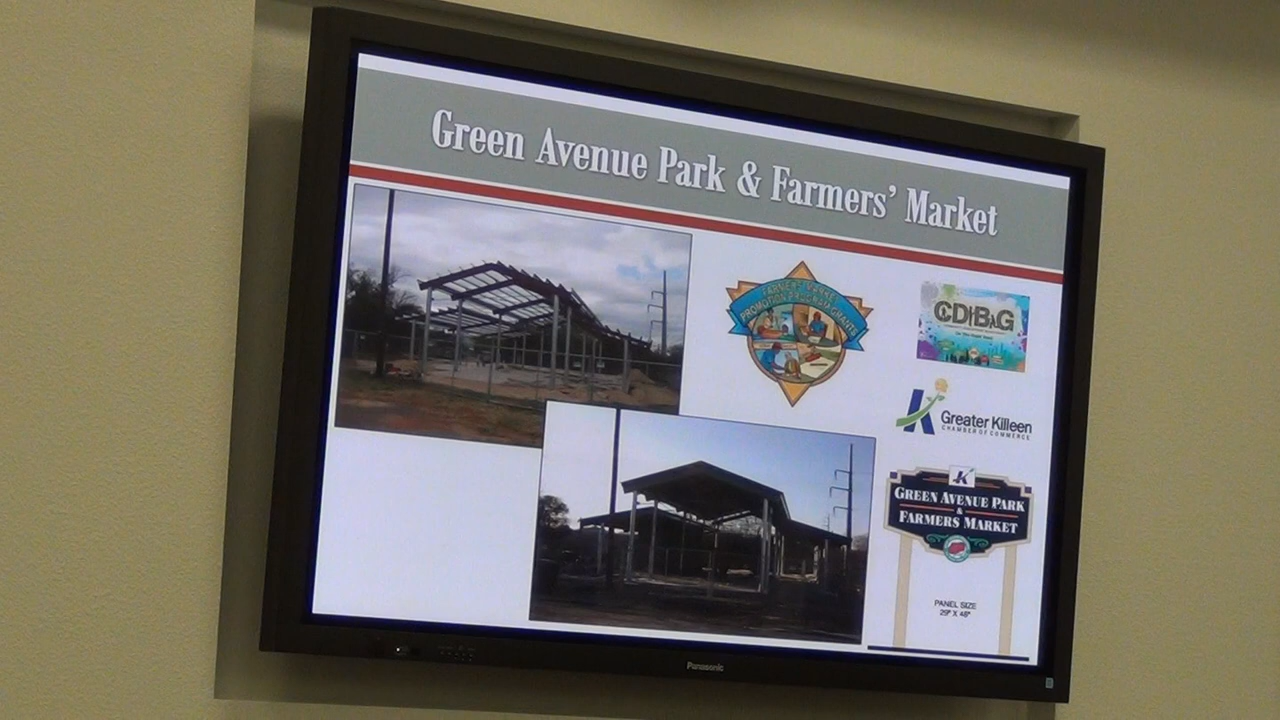 Green Avenue Park & Farmers' Market
FARMERS' MARKET
PROMOTION PROGRAM GRANTS
CDBG
Greater Killeen
CHAMBER OF COMMERCE
K
GREEN AVENUE PARK
&
FARMERS MARKET
PANEL SIZE
29" X 48"
Panasonic